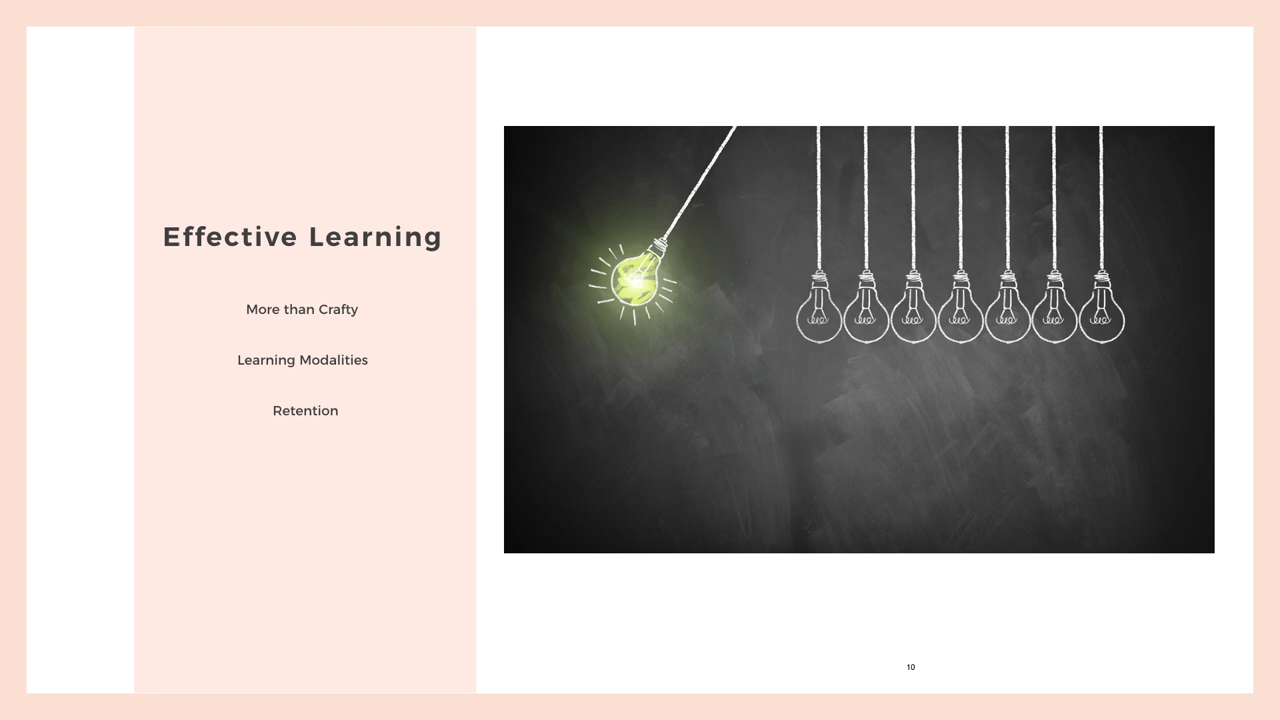 Effective Learning
More than Crafty
Learning Modalities
Retention
10